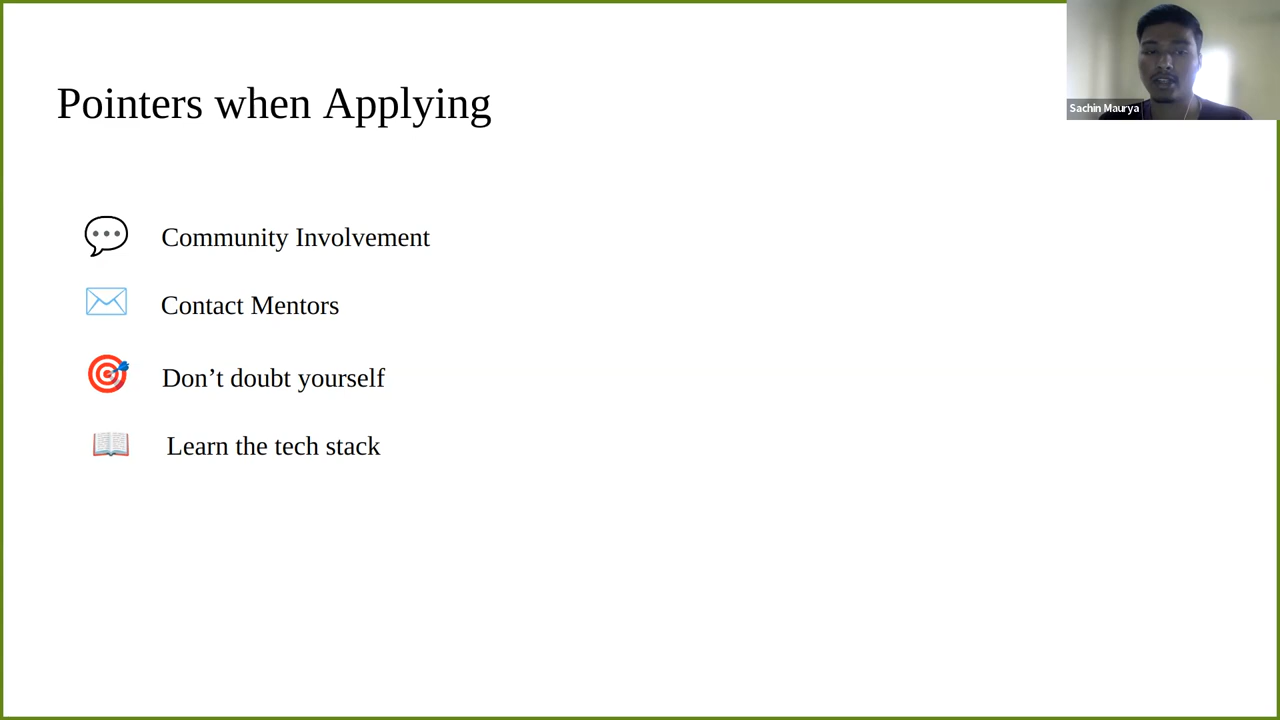 Pointers when Applying
Sachin Maurya
Community Involvement
Contact Mentors
Don’t doubt yourself
Learn the tech stack